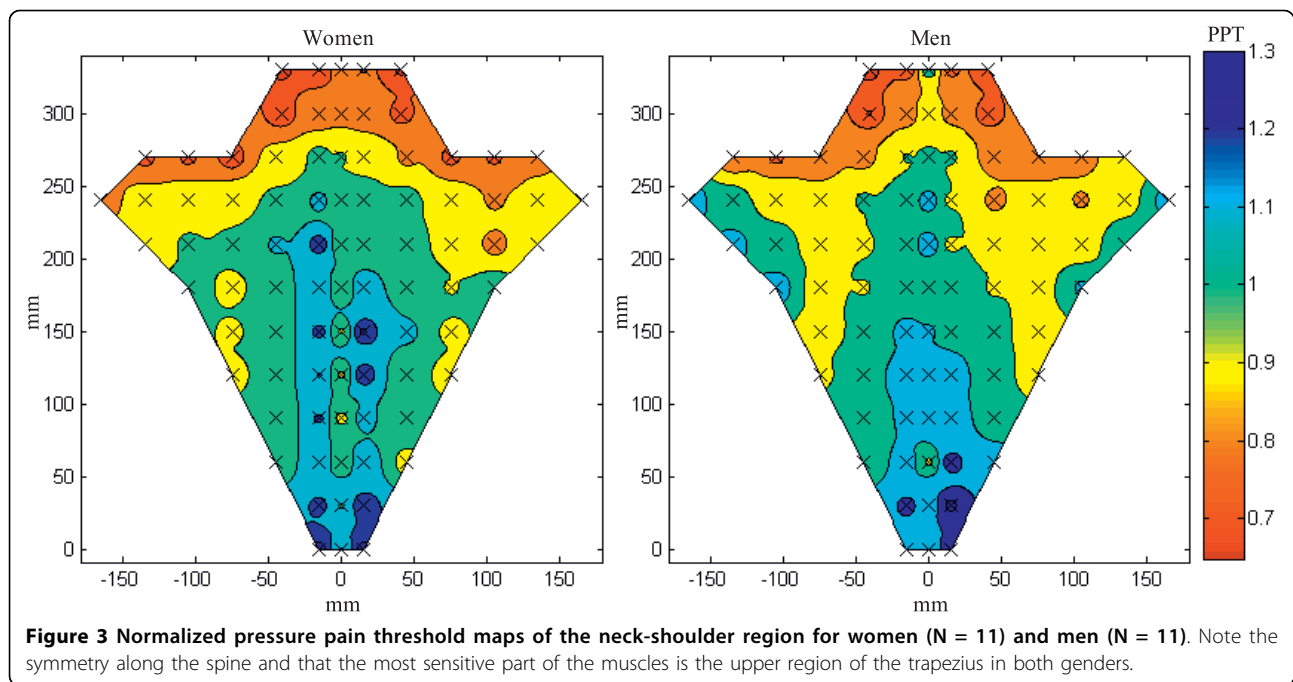 Women
Men
PPT
mm
300
250
200
150
100
50
0
-150 -100 -50 0 50 100 150
mm
mm
300
250
200
150
100
50
0
-150 -100 -50 0 50 100 150
mm
1.3
1.2
1.1
1
0.9
0.8
0.7
Figure 3 Normalized pressure pain threshold maps of the neck-shoulder region for women (N = 11) and men (N = 11). Note the
symmetry along the spine and that the most sensitive part of the muscles is the upper region of the trapezius in both genders.